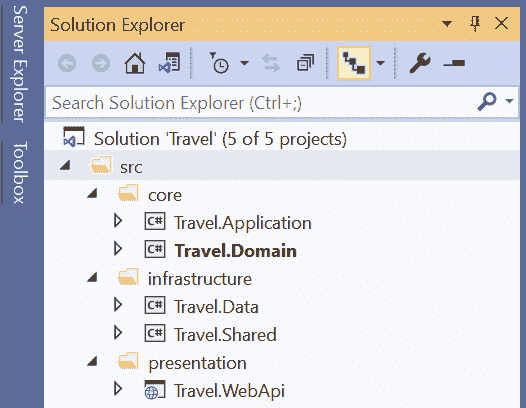 Server Explorer
Toolbox
Solution Explorer
Search Solution Explorer (Ctrl+;)
Solution 'Travel' (5 of 5 projects)
src
core
C# Travel.Application
C# Travel.Domain
infrastructure
C# Travel.Data
C# Travel.Shared
presentation
Travel.WebApi